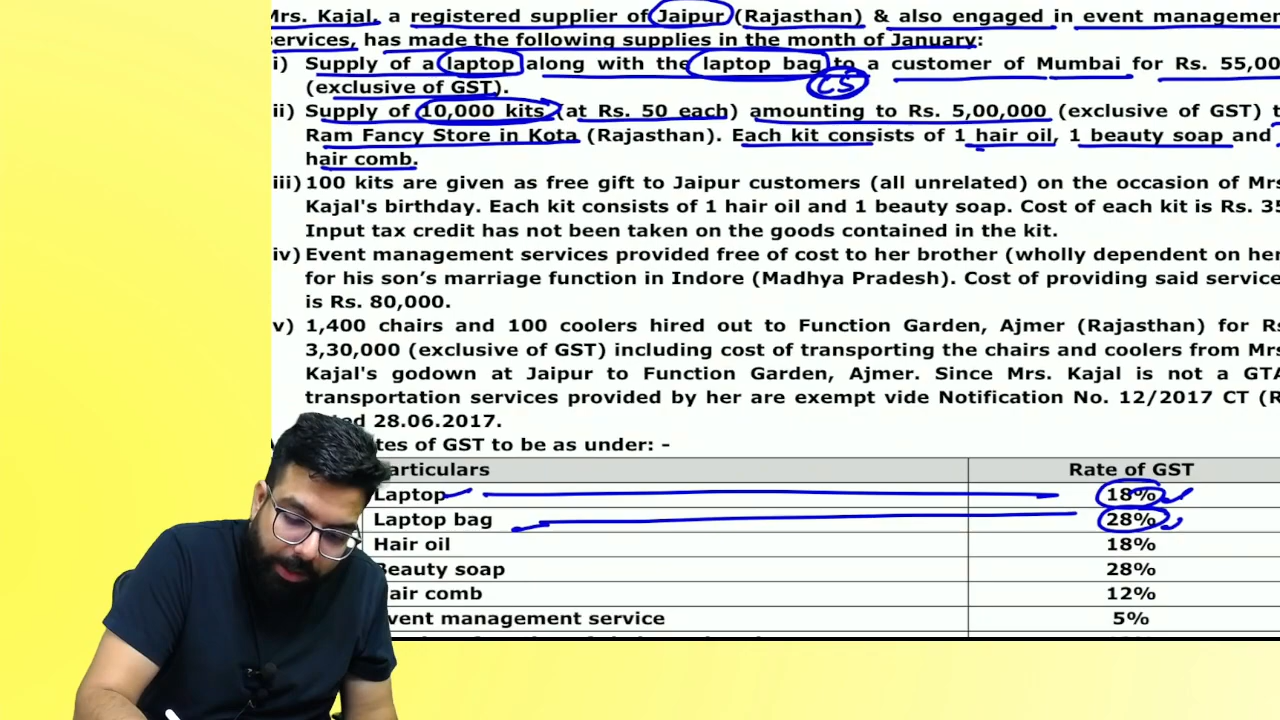 Mrs. Kajal, a registered supplier of Jaipur (Rajasthan) & also engaged in event
services, has made the following supplies in the month of January:
i) Supply of a laptop along with the laptop bag to a customer of Mumbai for Rs.
CS
(exclusive of GST).
ii) Supply of 10,000 kits (at Rs. 50 each) amounting to Rs. 5,00,000 (exclusive of GST)
Ram Fancy Store in Kota (Rajasthan). Each kit consists of 1 hair oil, 1 beauty soap and
hair comb.
iii) 100 kits are given as free gift to Jaipur customers (all unrelated) on the occasion of
Kajal's birthday. Each kit consists of 1 hair oil and 1 beauty soap. Cost of each kit is Rs.
Input tax credit has not been taken on the goods contained in the kit.
iv) Event management services provided free of cost to her brother (wholly dependent on her
for his son's marriage function in Indore (Madhya Pradesh). Cost of providing said service
is Rs. 80,000.
v) 1,400 chairs and 100 coolers hired out to Function Garden, Ajmer (Rajasthan) for
3,30,000 (exclusive of GST) including cost of transporting the chairs and coolers from
Kajal's godown at Jaipur to Function Garden, Ajmer. Since Mrs. Kajal is not a GTA
transportation services provided by her are exempt vide Notification No. 12/2017 CT
28.06.2017.
of GST to be as under: -
Particulars Rate of GST
Laptop 18%
Laptop bag 28%
Hair oil 18%
Beauty soap 28%
Hair comb 12%
Event management service 5%